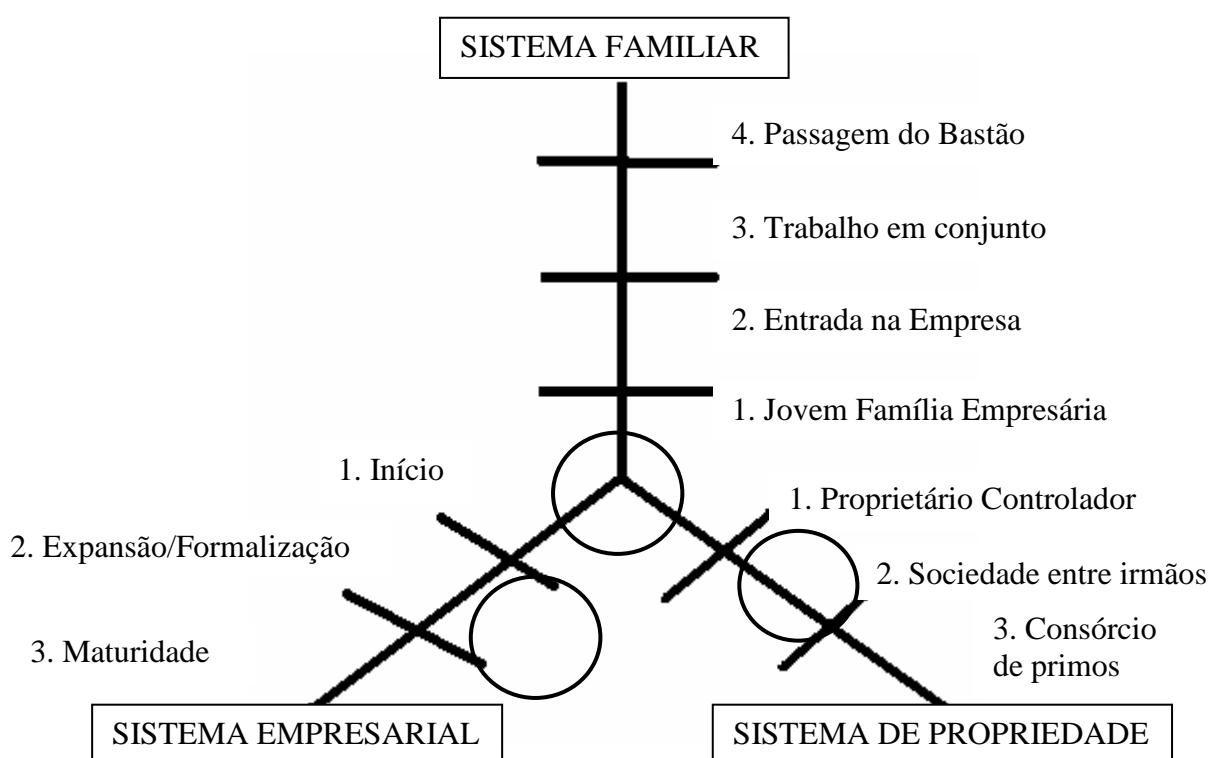 SISTEMA FAMILIAR
4. Passagem do Bastão
3. Trabalho em conjunto
2. Entrada na Empresa
1. Jovem Família Empresária
1. Início
1. Proprietário Controlador
2. Expansão/Formalização
2. Sociedade entre irmãos
3. Maturidade
3. Consórcio
de primos
SISTEMA EMPRESARIAL
SISTEMA DE PROPRIEDADE